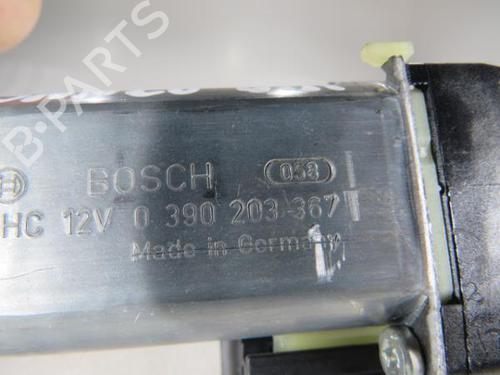 BOSCH 058
HC 12V 0 390 203 367
Made in Germany
B-PARTS